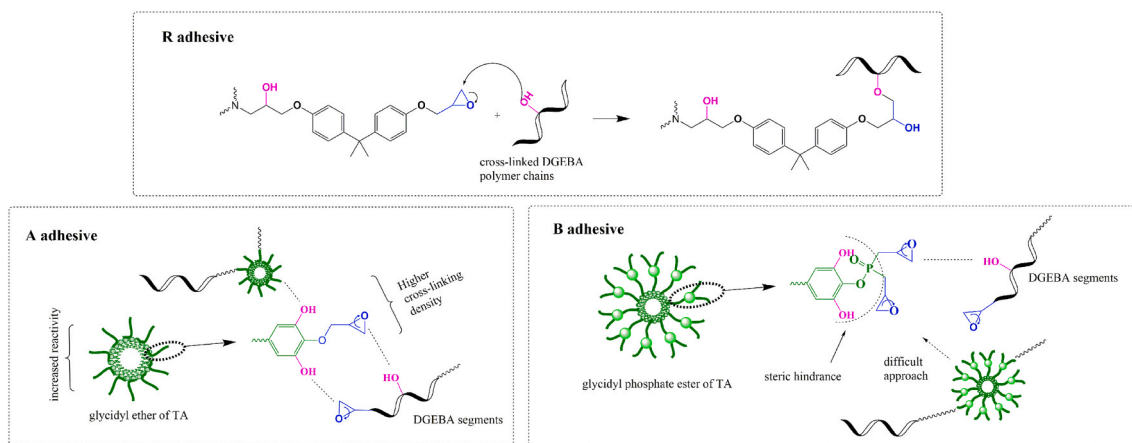 R adhesive
OH
N
O
O
O
+
OH
cross-linked DGEBA
polymer chains
OH
N
O
O
O
OH
A adhesive
increased reactivity
glycidyl ether of TA
OH
O
O
OH
Higher
cross-linking
density
HO
O
DGEBA segments
B adhesive
glycidyl phosphate ester of TA
OH
O
P
O
O
O
OH
steric hindrance
HO
DGEBA segments
O
difficult
approach